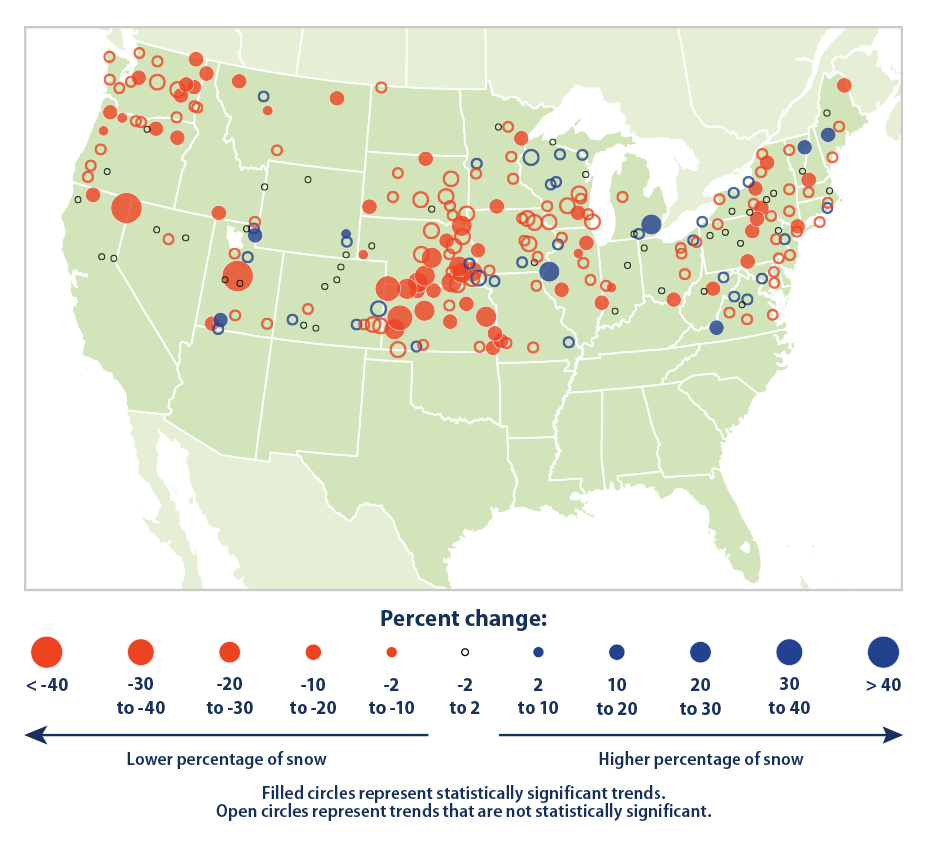 Percent change:
< -40 -30 -20 -10 -2 -2 2 10 20 30 > 40
to -40 to -30 to -20 to -10 to 2 to 10 to 20 to 30 to 40
Lower percentage of snow Higher percentage of snow
Filled circles represent statistically significant trends.
Open circles represent trends that are not statistically significant.